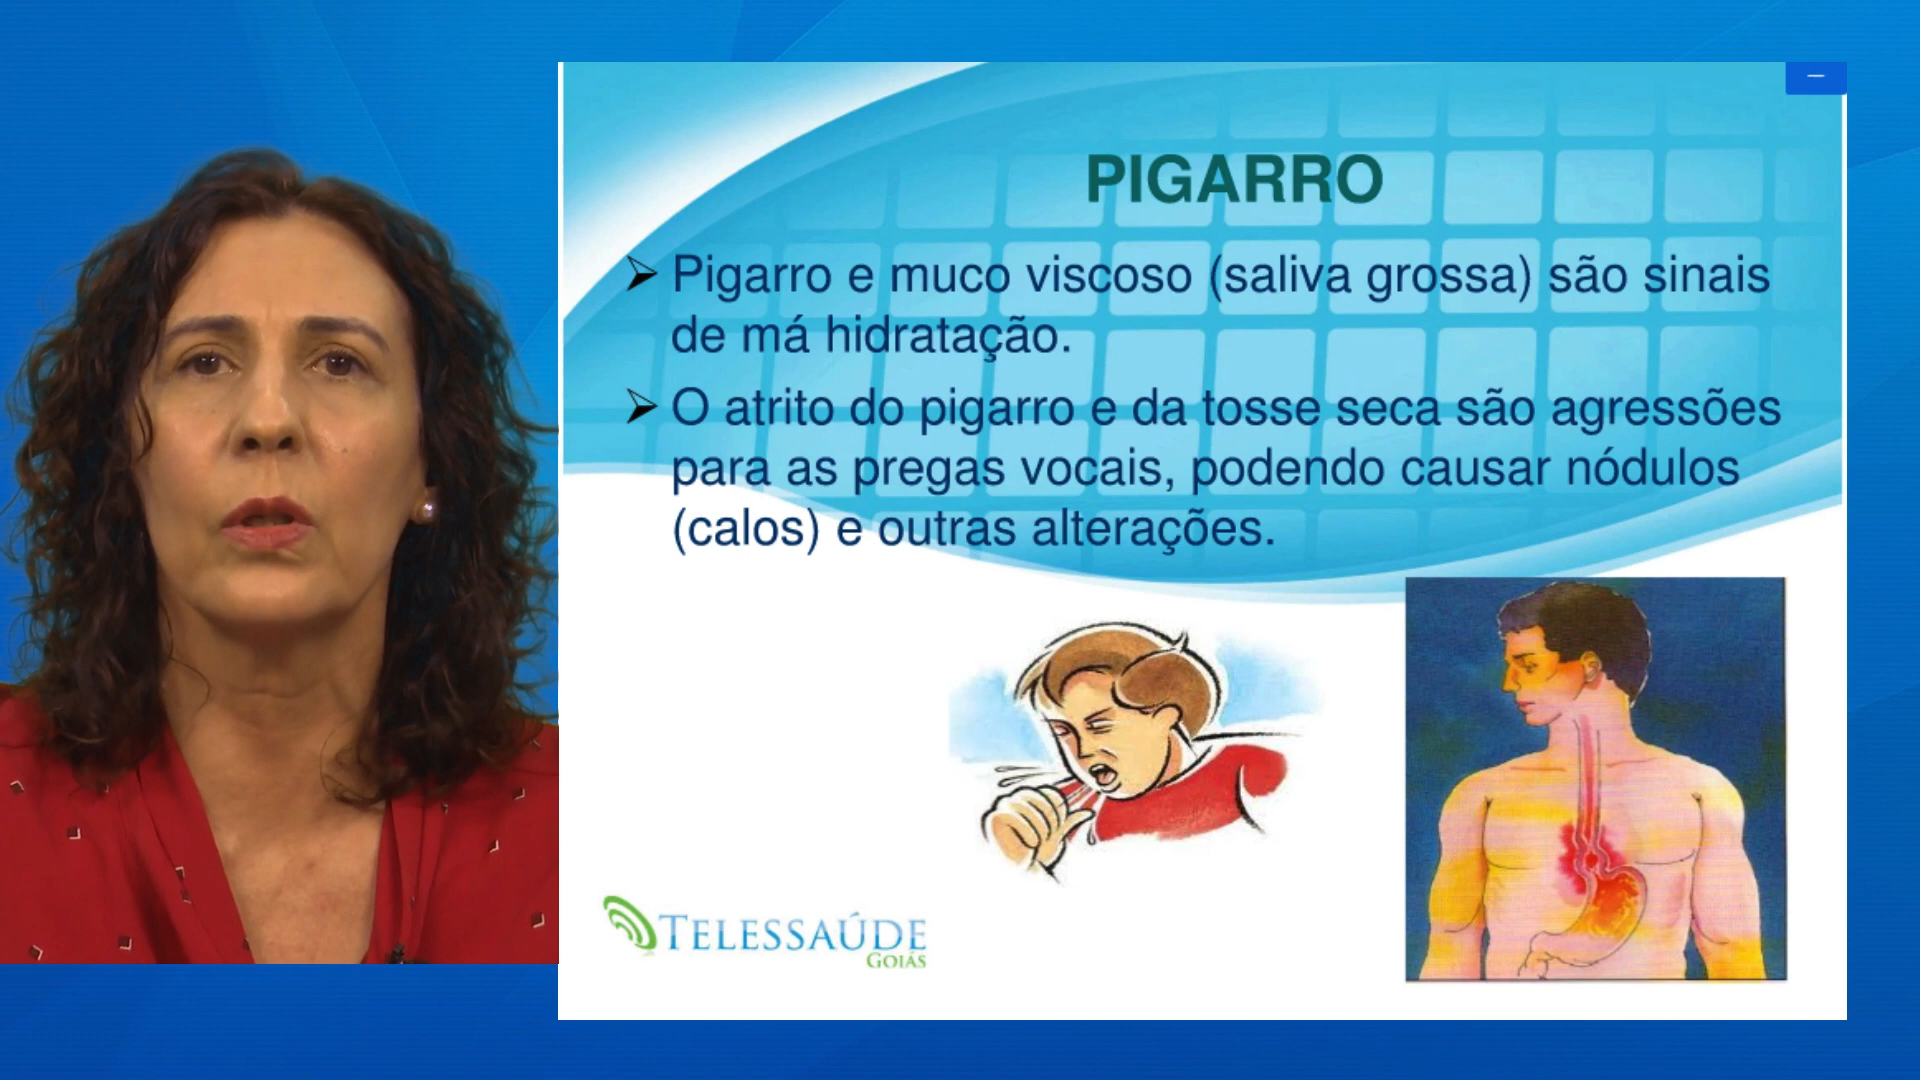 PIGARRO
Pigarro e muco viscoso (saliva grossa) são sinais
de má hidratação.
O atrito do pigarro e da tosse seca são agressões
para as pregas vocais, podendo causar nódulos
(calos) e outras alterações.
TELESSAÚDE
GOIÁS